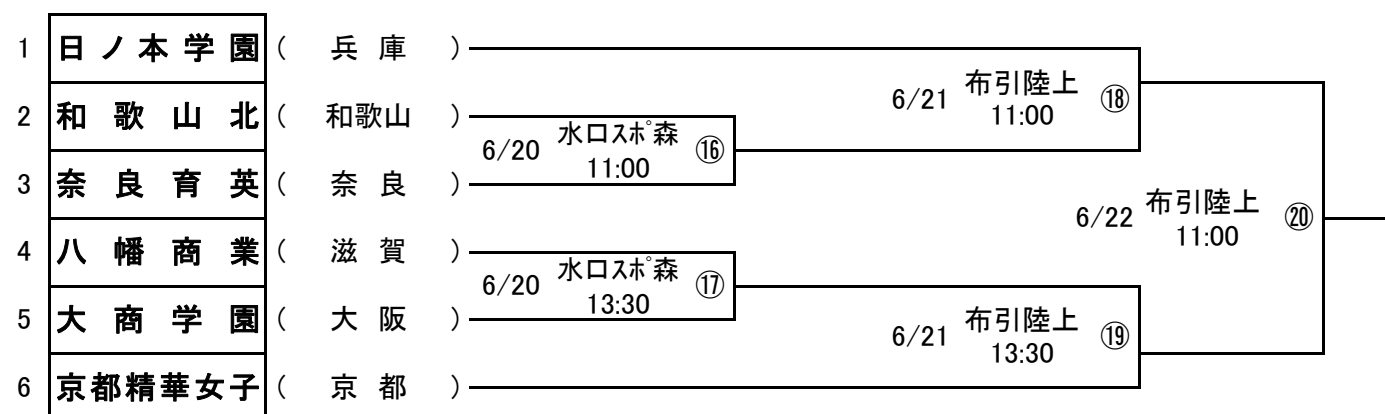 1 日ノ本学園 ( 兵庫 )
6/21 布引陸上 ⑱
11:00
2 和歌山北 ( 和歌山 )
6/20 水口スポ森 ⑯
11:00
3 奈良育英 ( 奈良 )
6/22 布引陸上 ⑳
11:00
4 八幡商業 ( 滋賀 )
6/20 水口スポ森 ⑰
13:30
5 大商学園 ( 大阪 )
6/21 布引陸上 ⑲
13:30
6 京都精華女子 ( 京都 )